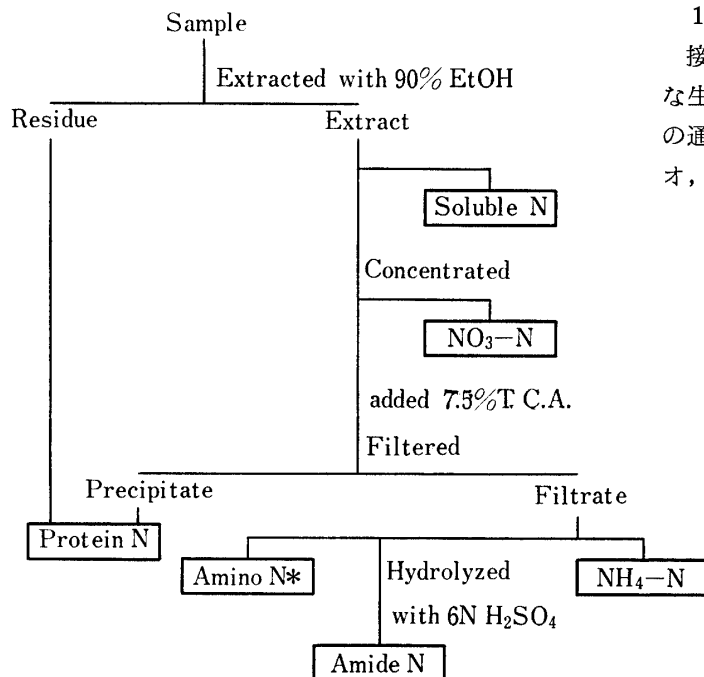 Sample
Extracted with 90% EtOH
Residue
Extract
Soluble N
Concentrated
NO₃−N
added 7.5%T. C.A.
Filtered
Precipitate
Filtrate
Protein N
Amino N*
Hydrolyzed
with 6N H₂SO₄
NH₄−N
Amide N
1
接
な生
の通
オ,